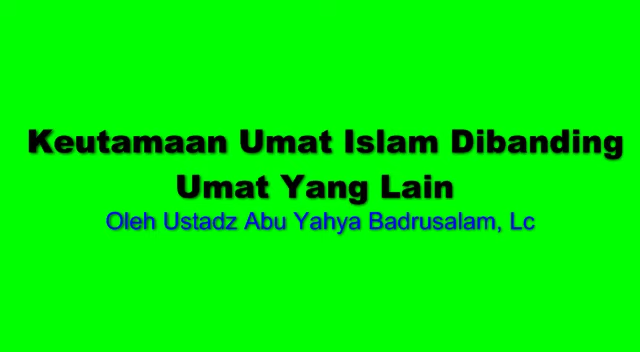 Keutamaan Umat Islam Dibanding
Umat Yang Lain
Oleh Ustadz Abu Yahya Badrusalam, Lc